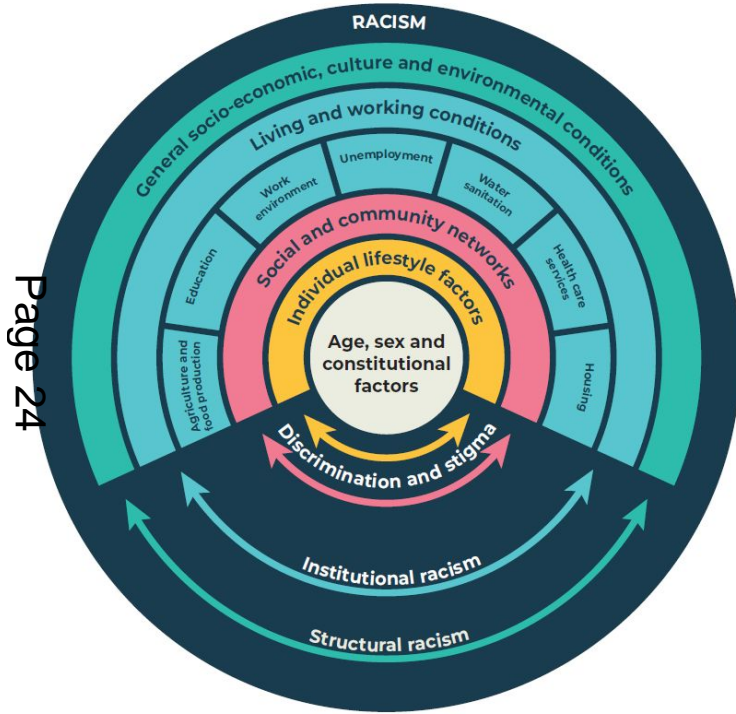 RACISM
General socio-economic, culture and environmental conditions
Living and working conditions
Agriculture and
food production
Education
Work
environment
Unemployment
Water
sanitation
Health care
services
Housing
Social and community networks
Individual lifestyle factors
Age, sex and
constitutional
factors
Discrimination and stigma
Institutional racism
Structural racism
Page 24